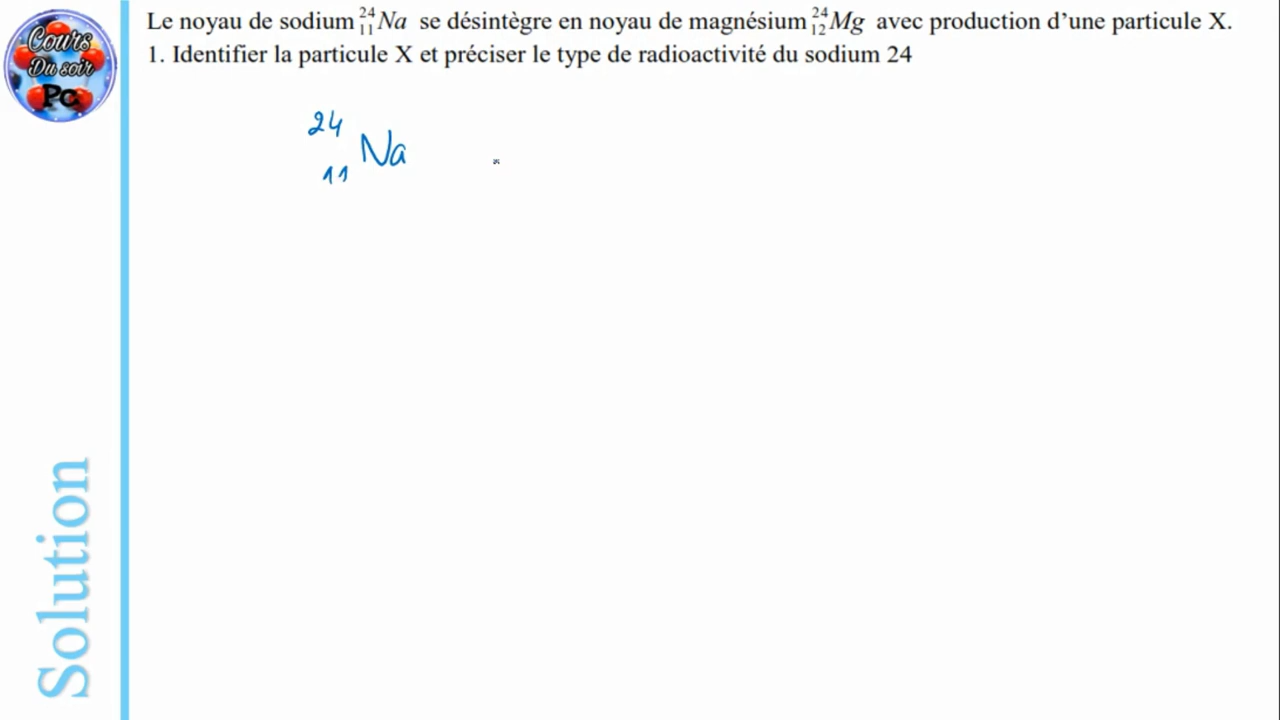 Cours
Du soir
PC
Le noyau de sodium ²⁴₁₁Na se désintègre en noyau de magnésium ²⁴₁₂Mg avec production d’une particule X.
1. Identifier la particule X et préciser le type de radioactivité du sodium 24
²⁴₁₁Na
Solution